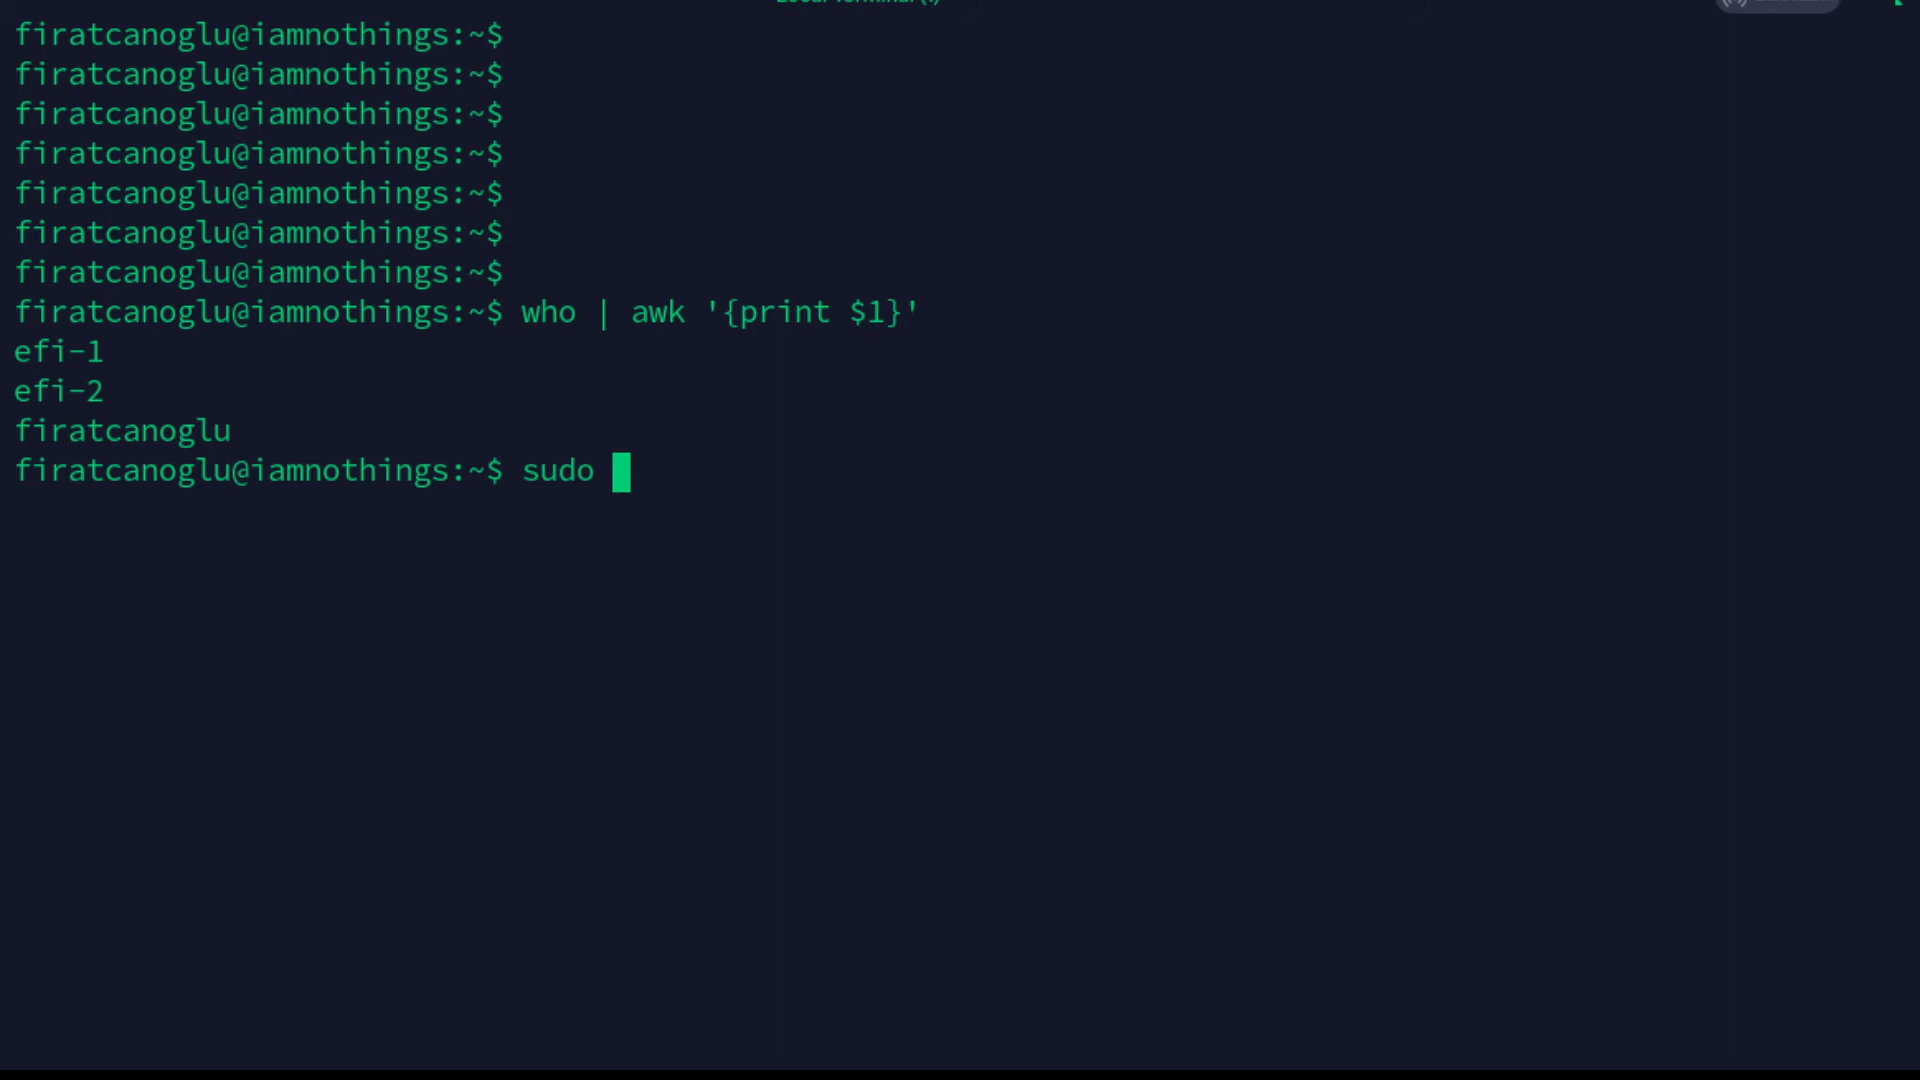 firatcanoglu@iamnothings:~$
firatcanoglu@iamnothings:~$
firatcanoglu@iamnothings:~$
firatcanoglu@iamnothings:~$
firatcanoglu@iamnothings:~$
firatcanoglu@iamnothings:~$
firatcanoglu@iamnothings:~$
firatcanoglu@iamnothings:~$ who | awk '{print $1}'
efi-1
efi-2
firatcanoglu
firatcanoglu@iamnothings:~$ sudo